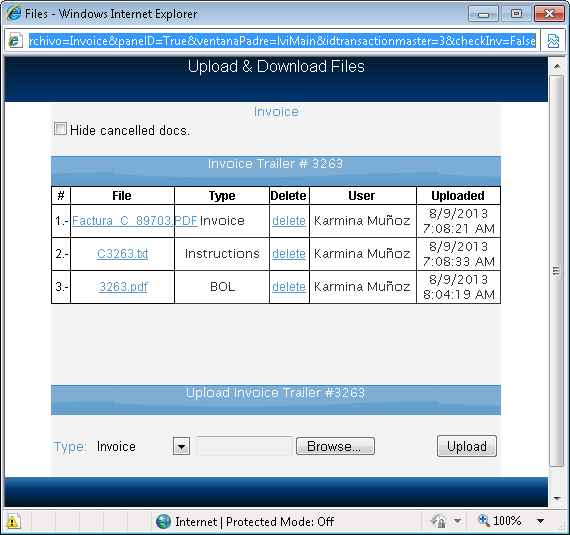 Files - Windows Internet Explorer
rchivo=Invoice&panelD=True&ventanaPadre=IviMain&idtransactionmaster=3&checkInv=False
Upload & Download Files
Invoice
Hide cancelled docs.
Invoice Trailer # 3263
# File Type Delete User Uploaded
1.- Factura_C_89703.PDF Invoice delete Karmina Muñoz 8/9/2013
7:08:21 AM
2.- C3263.txt Instructions delete Karmina Muñoz 8/9/2013
7:08:33 AM
3.- 3263.pdf BOL delete Karmina Muñoz 8/9/2013
8:04:19 AM
Upload Invoice Trailer #3263
Type: Invoice Browse... Upload
Internet | Protected Mode: Off 100%